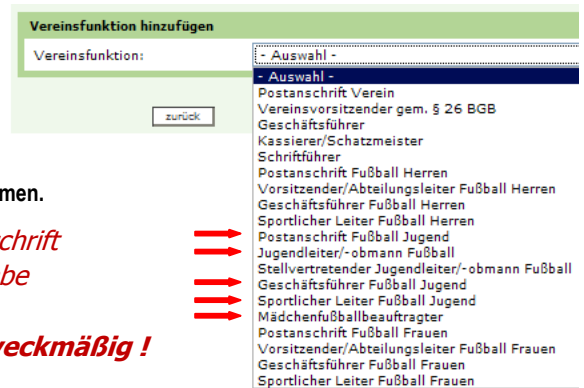 Vereinsfunktion hinzufügen
Vereinsfunktion:
- Auswahl -
- Auswahl -
Postanschrift Verein
Vereinsvorsitzender gem. § 26 BGB
Geschäftsführer
Kassierer/Schatzmeister
Schriftführer
Postanschrift Fußball Herren
Vorsitzender/Abteilungsleiter Fußball Herren
Geschäftsführer Fußball Herren
Sportlicher Leiter Fußball Herren
Postanschrift Fußball Jugend
Jugendleiter/-obmann Fußball
Stellvertretender Jugendleiter/-obmann Fußball
Geschäftsführer Fußball Jugend
Sportlicher Leiter Fußball Jugend
Mädchenfußballbeauftragter
Postanschrift Fußball Frauen
Vorsitzender/Abteilungsleiter Fußball Frauen
Geschäftsführer Fußball Frauen
Sportlicher Leiter Fußball Frauen
zurück
men.
chrift
be
eckmäßig !